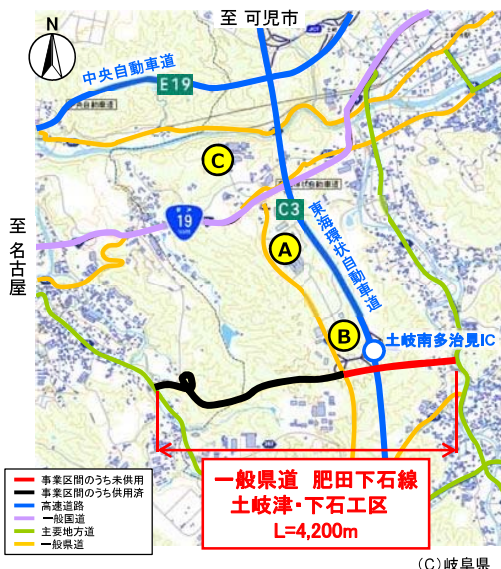 至 可児市
N
中央自動車道
E19
C
C3
東海環状自動車道
国道
19
至 名古屋
A
B
土岐南多治見IC
一般県道 肥田下石線
土岐津・下石工区
L=4,200m
事業区間のうち未供用
事業区間のうち供用済
高速道路
一般国道
主要地方道
一般県道
(C)岐阜県